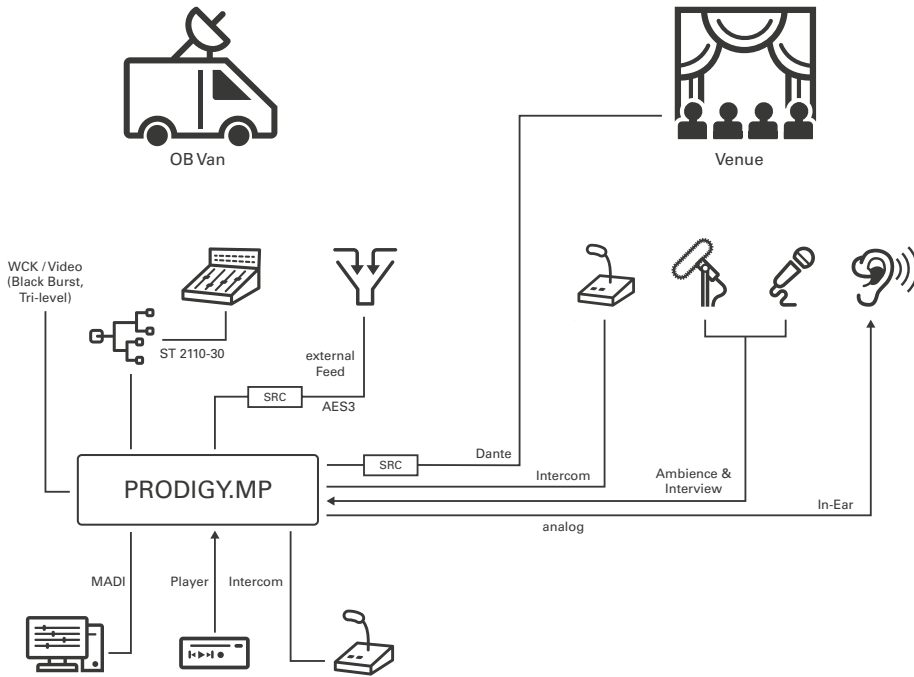 OB Van
Venue
WCK / Video
(Black Burst,
Tri-level)
ST 2110-30
external
Feed
SRC
AES3
SRC
Dante
Intercom
Ambience &
Interview
In-Ear
analog
PRODIGY.MP
MADI
Player
Intercom